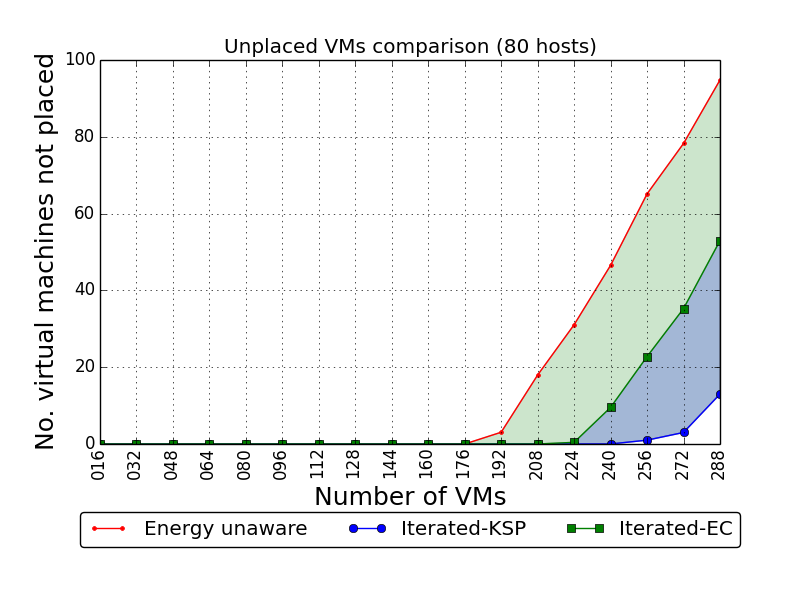 Unplaced VMs comparison (80 hosts)
No. virtual machines not placed
100
80
60
40
20
0
016 032 048 064 080 096 112 128 144 160 176 192 208 224 240 256 272 288
Number of VMs
Energy unaware Iterated-KSP Iterated-EC